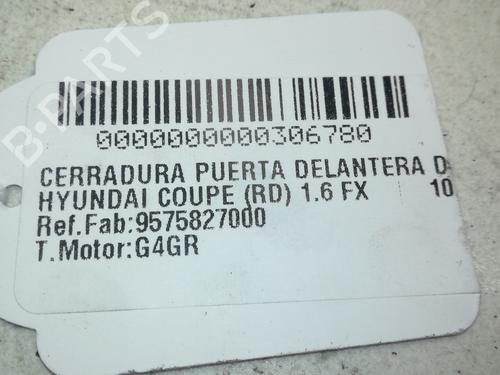 B-PARTS
0000000000306780
CERRADURA PUERTA DELANTERA D
HYUNDAI COUPE (RD) 1.6 FX 10
Ref.Fab:9575827000
T.Motor:G4GR